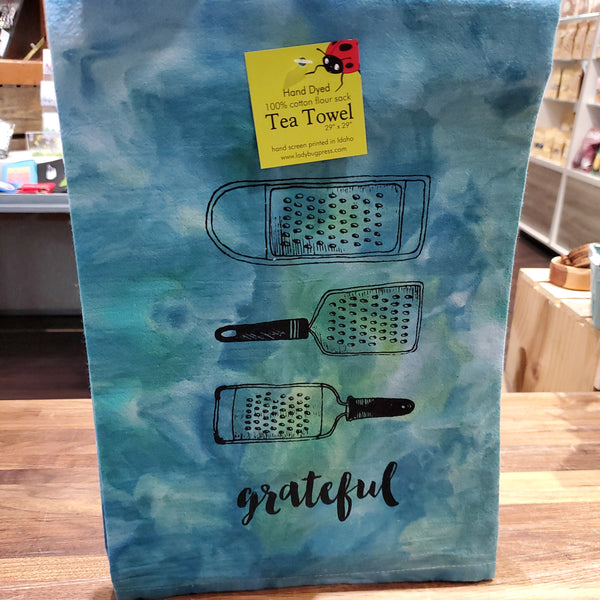 Hand Dyed
100% cotton flour sack
Tea Towel
29" x 29"
hand screen printed in Idaho
www.ladybugpress.com
grateful